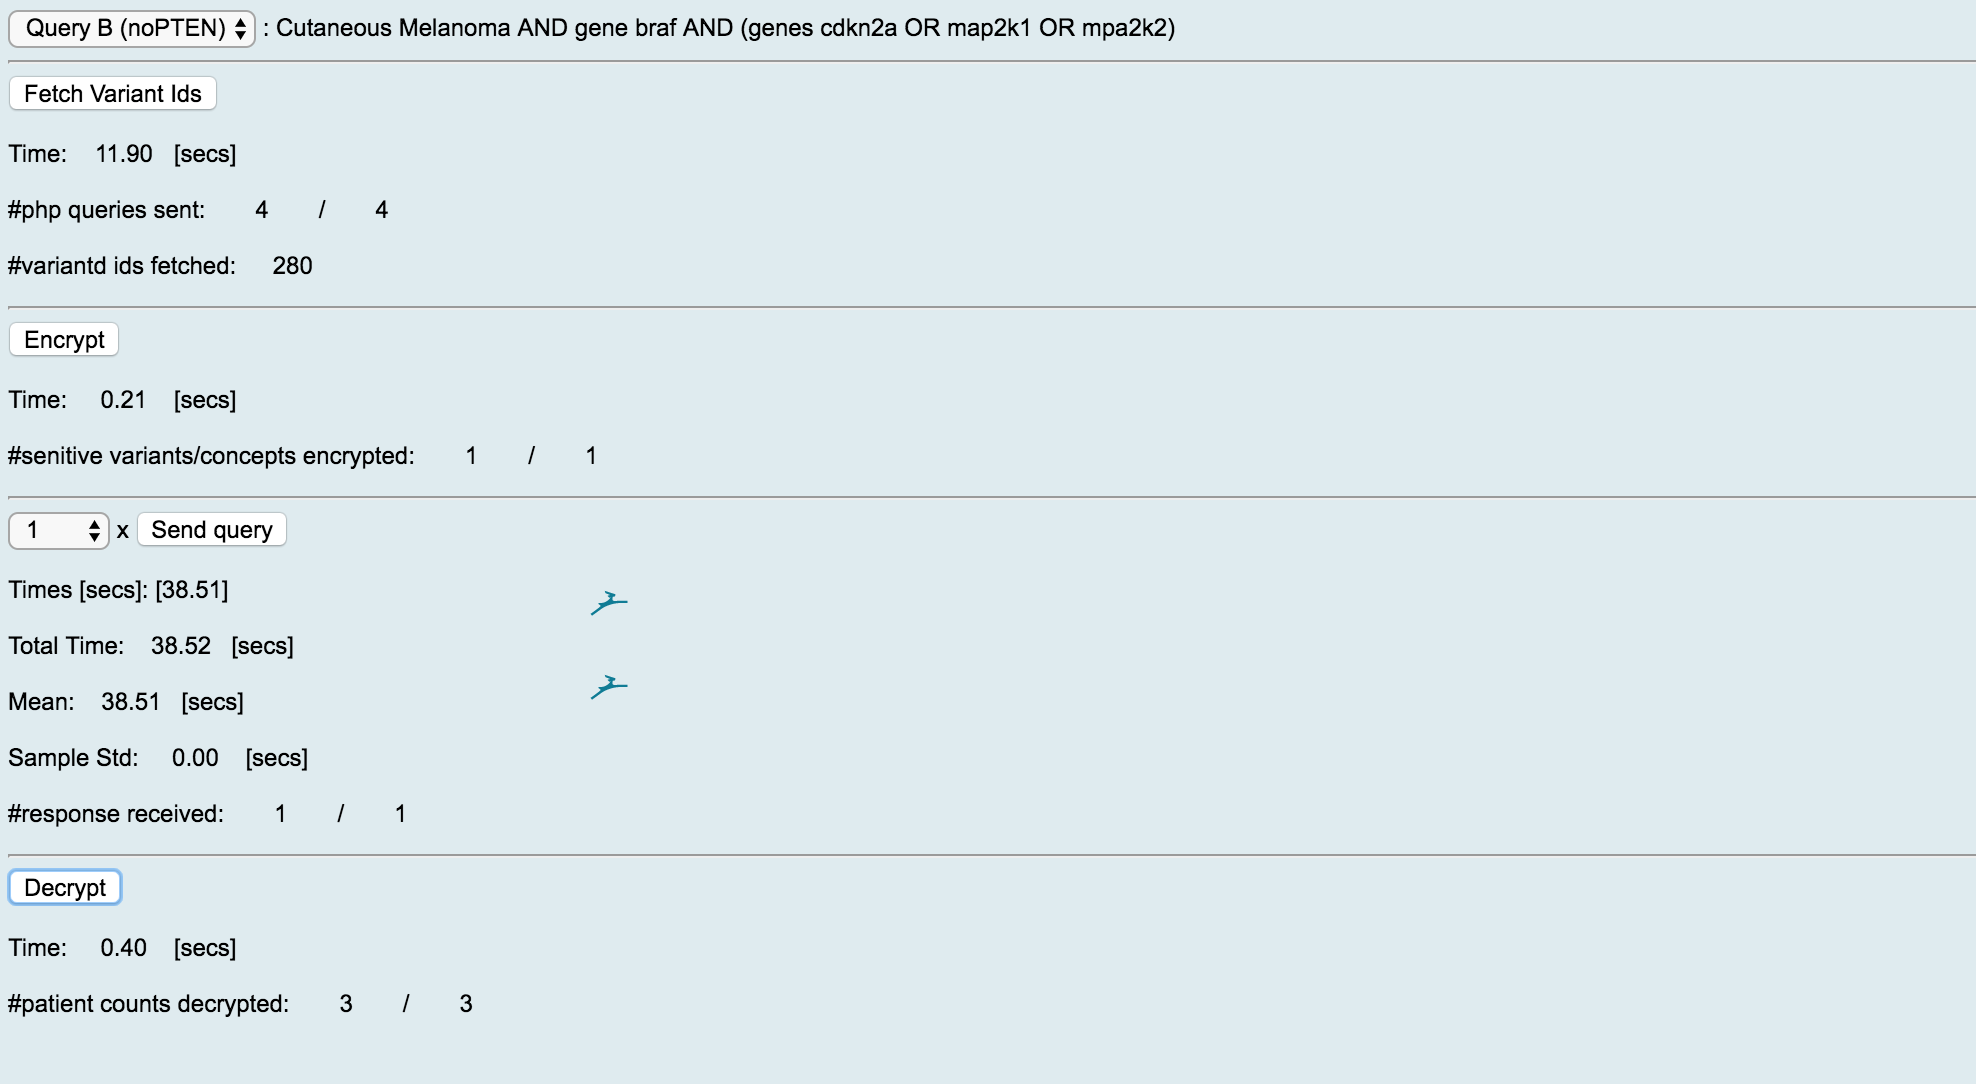 Query B (noPTEN) : Cutaneous Melanoma AND gene braf AND (genes cdkn2a OR map2k1 OR mpa2k2)
Fetch Variant Ids
Time: 11.90 [secs]
#php queries sent: 4 / 4
#variantd ids fetched: 280
Encrypt
Time: 0.21 [secs]
#senitive variants/concepts encrypted: 1 / 1
1 x Send query
Times [secs]: [38.51]
Total Time: 38.52 [secs]
Mean: 38.51 [secs]
Sample Std: 0.00 [secs]
#response received: 1 / 1
Decrypt
Time: 0.40 [secs]
#patient counts decrypted: 3 / 3